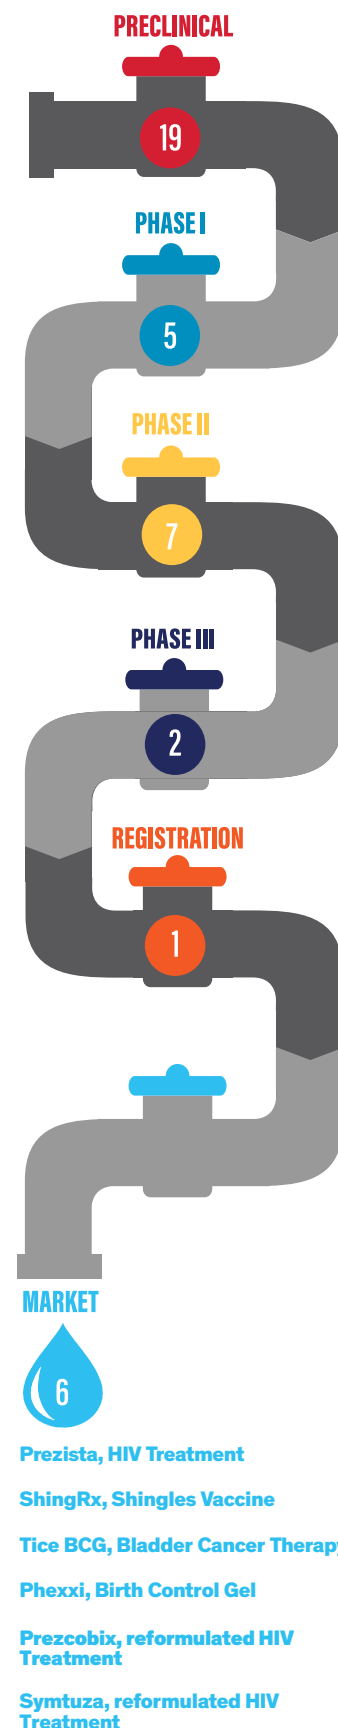 PRECLINICAL
19
PHASE I
5
PHASE II
7
PHASE III
2
REGISTRATION
1
MARKET
6
Prezista, HIV Treatment
ShingRx, Shingles Vaccine
Tice BCG, Bladder Cancer Therapy
Phexxi, Birth Control Gel
Prezcobix, reformulated HIV
Treatment
Symtuza, reformulated HIV
Treatment